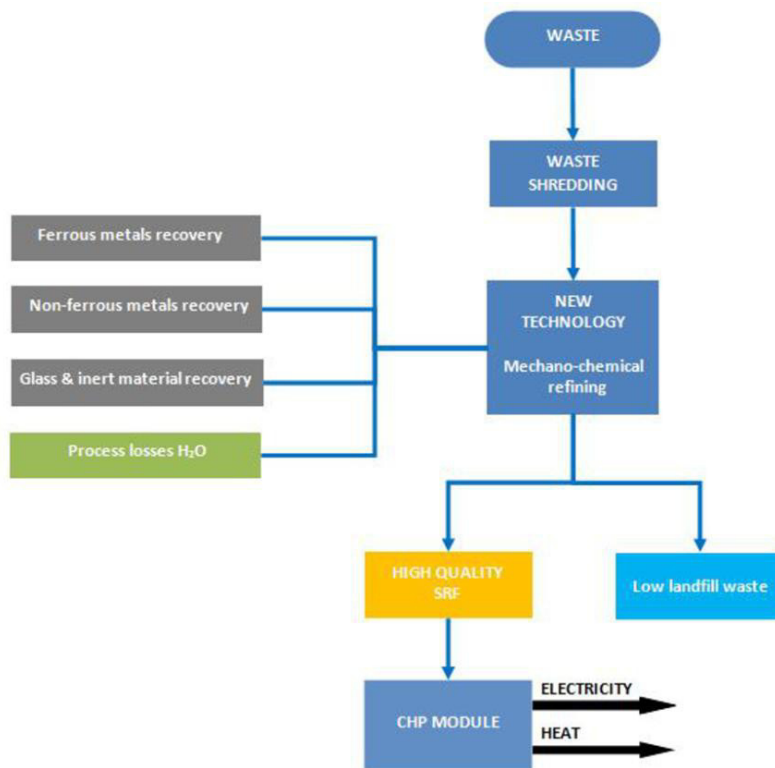 WASTE
WASTE
SHREDDING
Ferrous metals recovery
Non-ferrous metals recovery
Glass & inert material recovery
Process losses H₂O
NEW
TECHNOLOGY
Mechano-chemical
refining
HIGH QUALITY
SRF
Low landfill waste
CHP MODULE
ELECTRICITY
HEAT